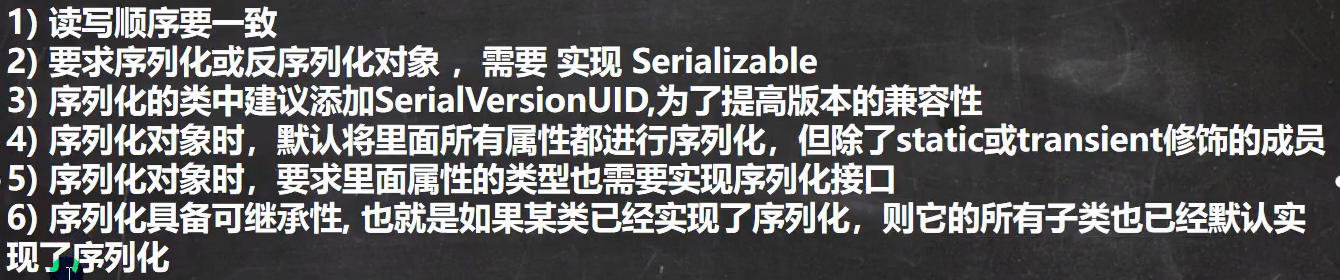 1) 读写顺序要一致
2) 要求序列化或反序列化对象 ，需要 实现 Serializable
3) 序列化的类中建议添加SerialVersionUID,为了提高版本的兼容性
4) 序列化对象时，默认将里面所有属性都进行序列化，但除了static或transient修饰的成员
5) 序列化对象时，要求里面属性的类型也需要实现序列化接口
6) 序列化具备可继承性, 也就是如果某类已经实现了序列化，则它的所有子类也已经默认实
现了序列化